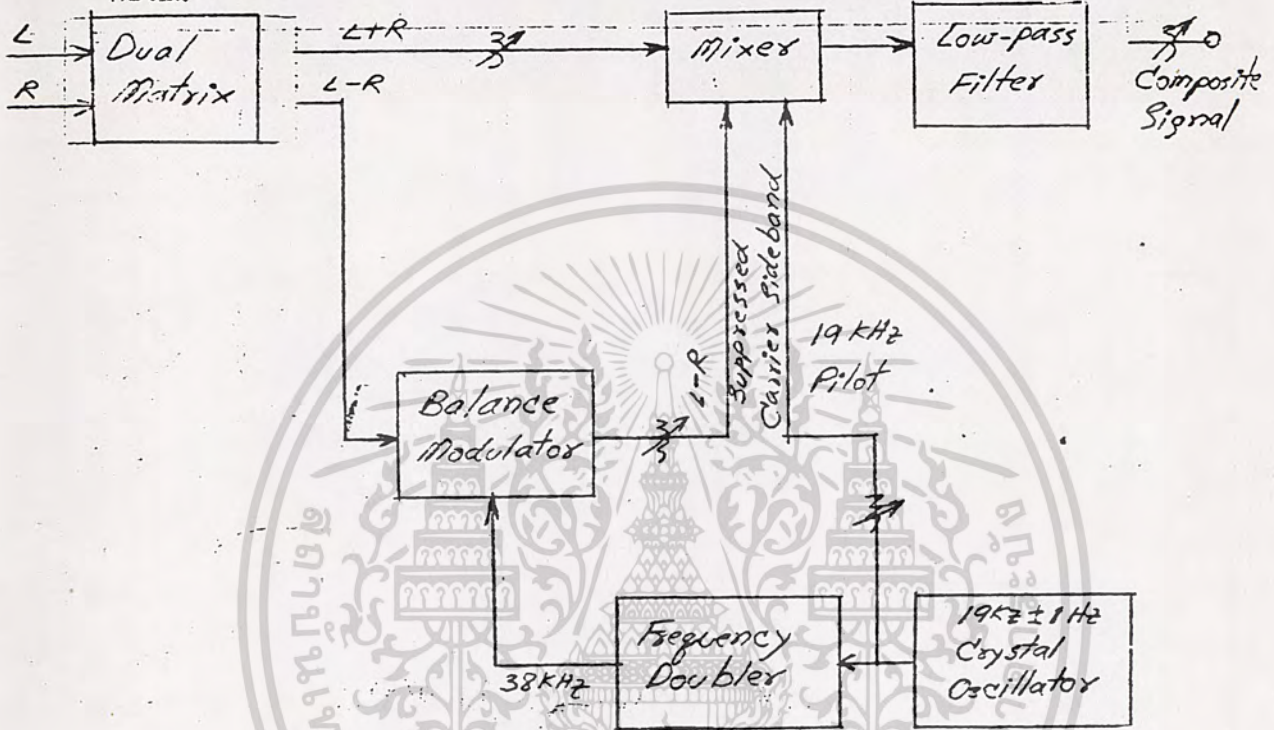 L
R
Dual
Matrix
L+R
L-R
Mixer
Low-pass
Filter
Composite
Signal
Suppressed
Carrier sideband
L-R
19 KHz
Pilot
Balance
Modulator
38KHz
Frequency
Doubler
19Kz ± 1 Hz
Crystal
Oscillator